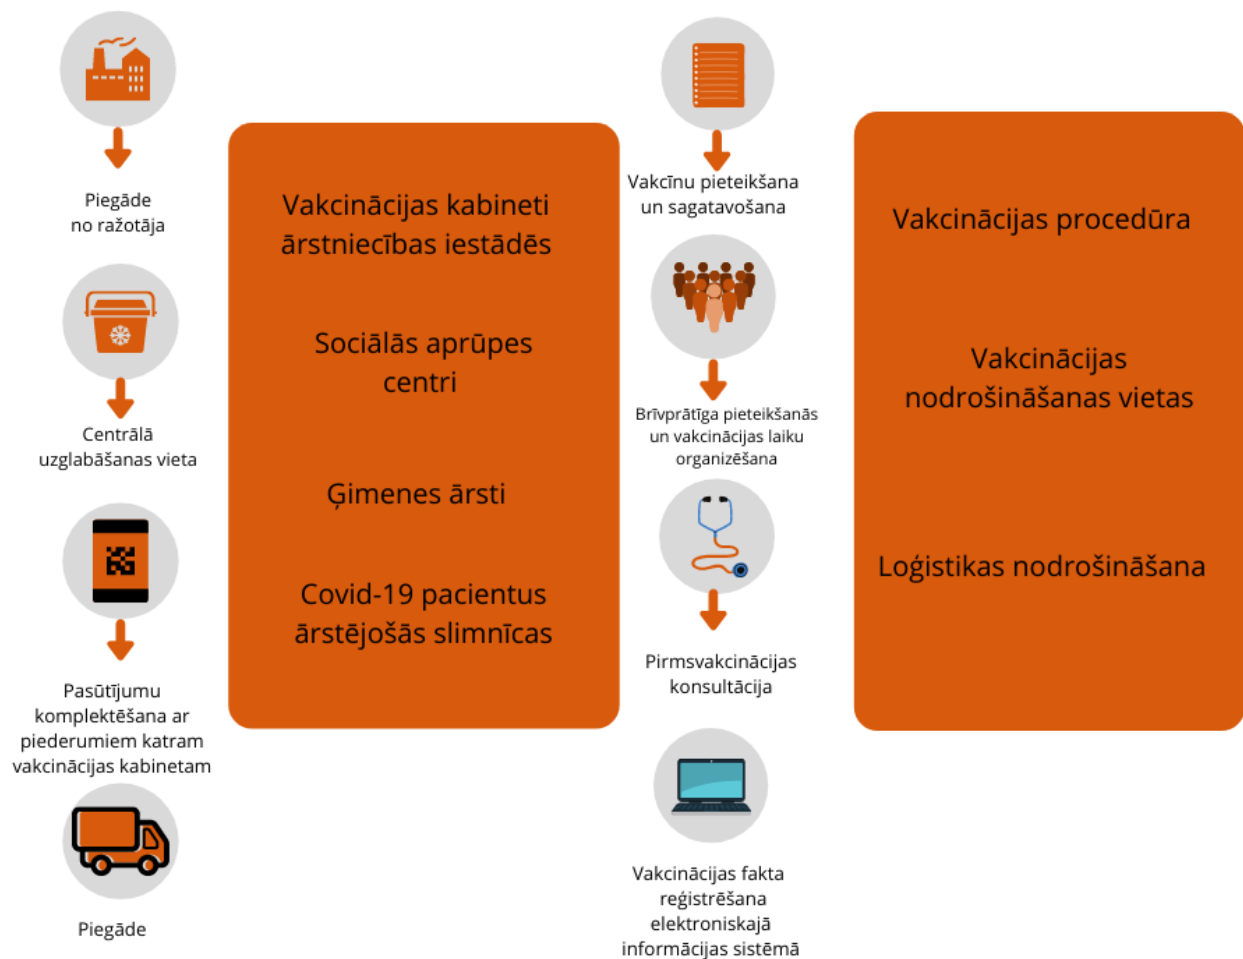 Piegāde
no ražotāja
Centrālā
uzglabāšanas vieta
Pasūtījumu
komplektēšana ar
piederumiem katram
vakcinācijas kabinetam
Piegāde
Vakcinācijas kabineti
ārstniecības iestādēs
Sociālās aprūpes
centri
Ģimenes ārsti
Covid-19 pacientus
ārstējošās slimnīcas
Vakcīnu pieteikšana
un sagatavošana
Brīvprātīga pieteikšanās
un vakcinācijas laiku
organizēšana
Pirmsvakcinācijas
konsultācija
Vakcinācijas fakta
reģistrēšana
elektroniskajā
informācijas sistēmā
Vakcinācijas procedūra
Vakcinācijas
nodrošināšanas vietas
Loģistikas nodrošināšana